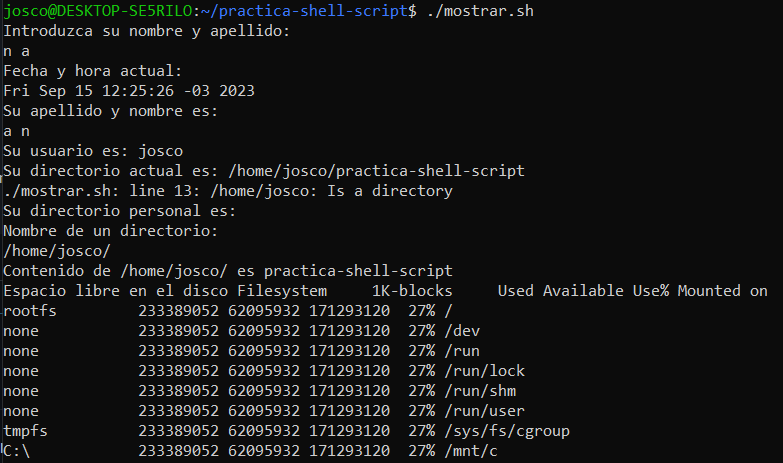 josco@DESKTOP-SE5RILO:~/practica-shell-script$ ./mostrar.sh
Introduzca su nombre y apellido:
n a
Fecha y hora actual:
Fri Sep 15 12:25:26 -03 2023
Su apellido y nombre es:
a n
Su usuario es: josco
Su directorio actual es: /home/josco/practica-shell-script
./mostrar.sh: line 13: /home/josco: Is a directory
Su directorio personal es:
Nombre de un directorio:
/home/josco/
Contenido de /home/josco/ es practica-shell-script
Espacio libre en el disco Filesystem     1K-blocks     Used Available Use% Mounted on
rootfs         233389052 62095932 171293120  27% /
none           233389052 62095932 171293120  27% /dev
none           233389052 62095932 171293120  27% /run
none           233389052 62095932 171293120  27% /run/lock
none           233389052 62095932 171293120  27% /run/shm
none           233389052 62095932 171293120  27% /run/user
tmpfs          233389052 62095932 171293120  27% /sys/fs/cgroup
C:\            233389052 62095932 171293120  27% /mnt/c